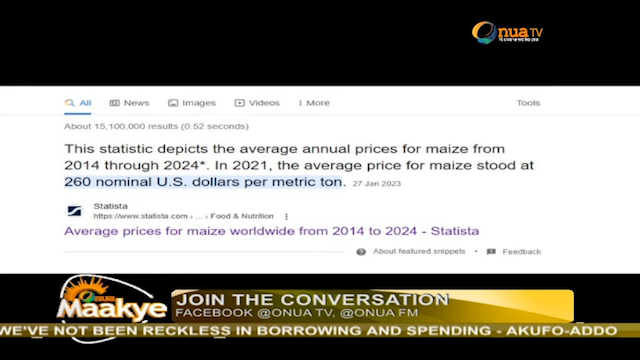 Onua TV
All
News
Images
Videos
More
Tools
About 15,100,000 results (0.52 seconds)
This statistic depicts the average annual prices for maize from
2014 through 2024*. In 2021, the average price for maize stood at
260 nominal U.S. dollars per metric ton. 27 Jan 2023
Statista
https://www.statista.com › ... › Food & Nutrition
Average prices for maize worldwide from 2014 to 2024 - Statista
About featured snippets
Feedback
Maakye
JOIN THE CONVERSATION
FACEBOOK @ONUA TV, @ONUA FM
WE'VE NOT BEEN RECKLESS IN BORROWING AND SPENDING - AKUFO-ADDO